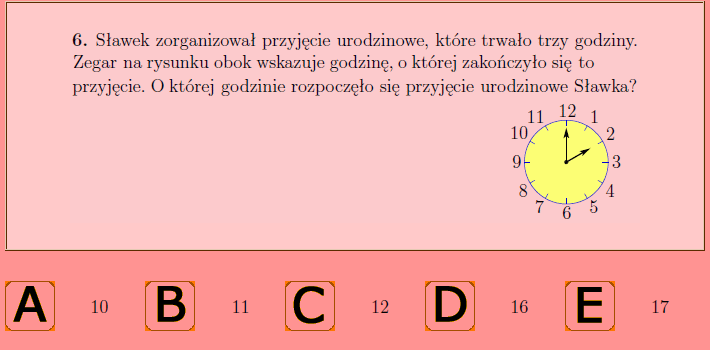 6. Sławek zorganizował przyjęcie urodzinowe, które trwało trzy godziny.
Zegar na rysunku obok wskazuje godzinę, o której zakończyło się to
przyjęcie. O której godzinie rozpoczęło się przyjęcie urodzinowe Sławka?
12
11 1
10 2
9 3
8 4
7 5
6
A 10 B 11 C 12 D 16 E 17